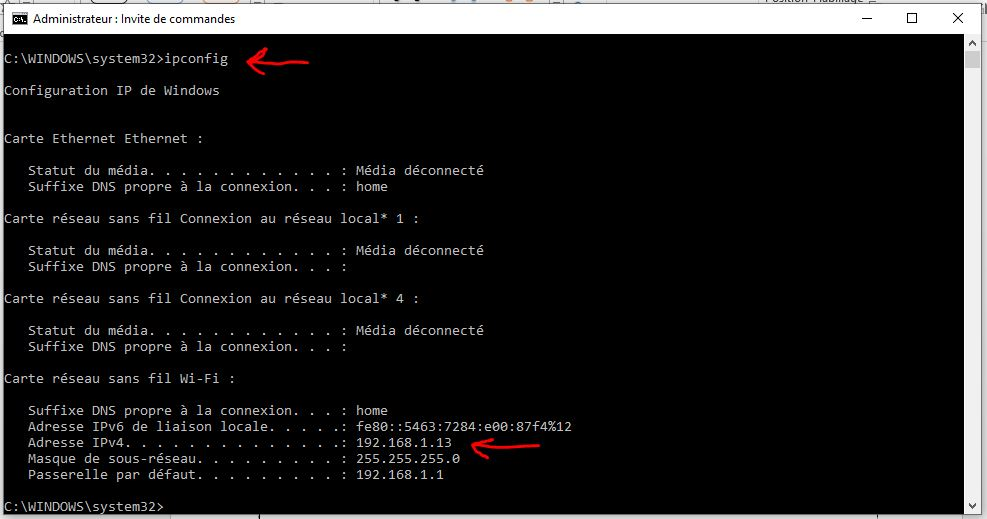 Administrateur : Invite de commandes
C:\WINDOWS\system32>ipconfig
Configuration IP de Windows
Carte Ethernet Ethernet :
Statut du média. . . . . . . . . . . . : Média déconnecté
Suffixe DNS propre à la connexion. . . : home
Carte réseau sans fil Connexion au réseau local* 1 :
Statut du média. . . . . . . . . . . . : Média déconnecté
Suffixe DNS propre à la connexion. . . :
Carte réseau sans fil Connexion au réseau local* 4 :
Statut du média. . . . . . . . . . . . : Média déconnecté
Suffixe DNS propre à la connexion. . . :
Carte réseau sans fil Wi-Fi :
Suffixe DNS propre à la connexion. . . : home
Adresse IPv6 de liaison locale. . . . .: fe80::5463:7284:e00:87f4%12
Adresse IPv4. . . . . . . . . . . . . .: 192.168.1.13
Masque de sous-réseau. . . . . . . . . : 255.255.255.0
Passerelle par défaut. . . . . . . . . : 192.168.1.1
C:\WINDOWS\system32>